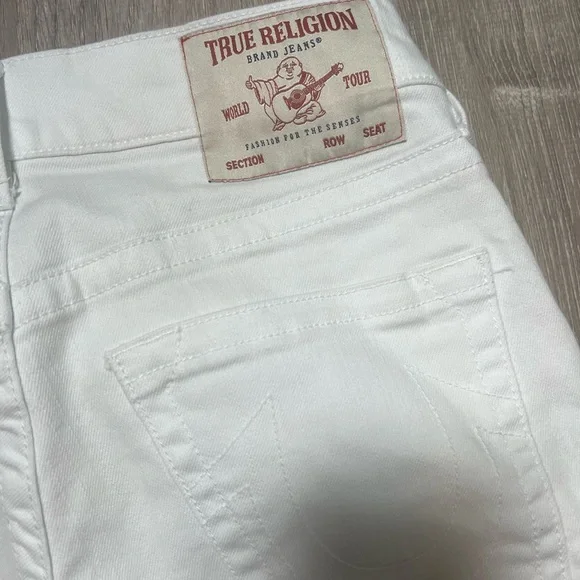 TRUE RELIGION
BRAND JEANS®
WORLD TOUR
FASHION FOR THE SENSES
SECTION ROW SEAT